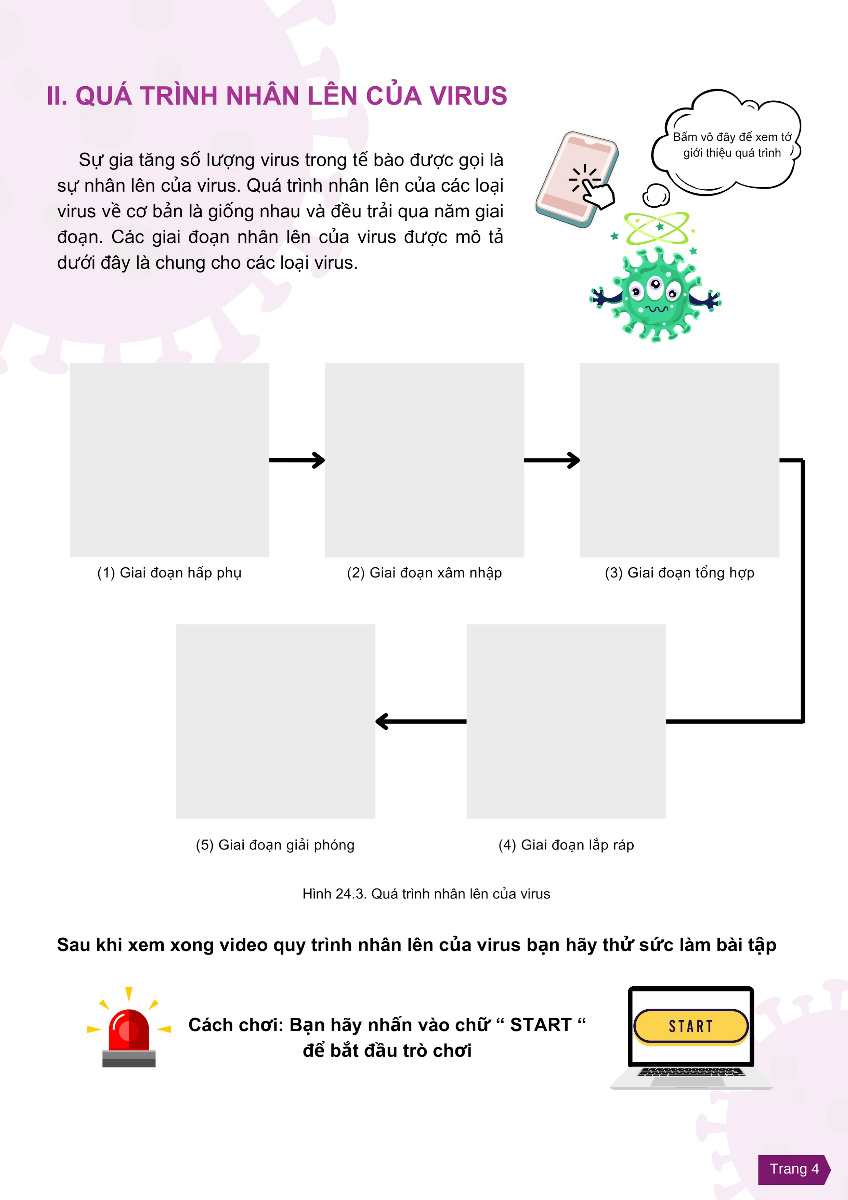 II. QUÁ TRÌNH NHÂN LÊN CỦA VIRUS
Bấm vô đây để xem tờ
giới thiệu quá trình
Sự gia tăng số lượng virus trong tế bào được gọi là
sự nhân lên của virus. Quá trình nhân lên của các loại
virus về cơ bản là giống nhau và đều trải qua năm giai
đoạn. Các giai đoạn nhân lên của virus được mô tả
dưới đây là chung cho các loại virus.
(1) Giai đoạn hấp phụ
(2) Giai đoạn xâm nhập
(3) Giai đoạn tổng hợp
(5) Giai đoạn giải phóng
(4) Giai đoạn lắp ráp
Hình 24.3. Quá trình nhân lên của virus
Sau khi xem xong video quy trình nhân lên của virus bạn hãy thử sức làm bài tập
Cách chơi: Bạn hãy nhấn vào chữ “ START “
để bắt đầu trò chơi
START
Trang 4